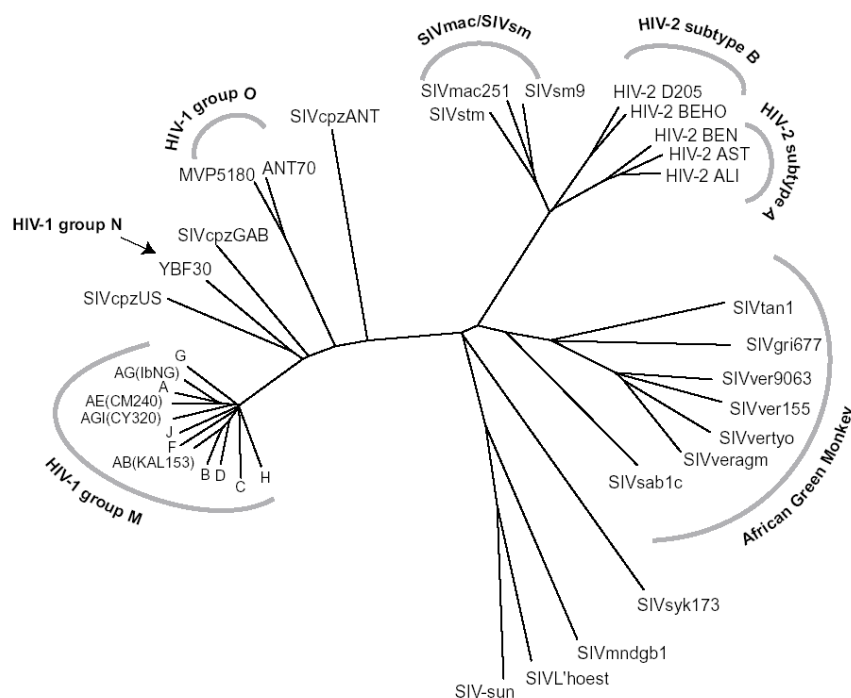 SIVmac/SIVsm
HIV-2 subtype B
SIVmac251
SIVsm9
SIVstm
HIV-2 D205
HIV-2 BEHO
HIV-2 BEN
HIV-2 AST
HIV-2 ALI
HIV-2 subtype A
HIV-1 group O
SIVcpzANT
MVP5180
ANT70
HIV-1 group N
SIVcpzGAB
YBF30
SIVcpzUS
G
AG(IbNG)
A
AE(CM240)
AGI(CY320)
J
F
AB(KAL153)
B
D
C
H
HIV-1 group M
SIVtan1
SIVgri677
SIVver9063
SIVver155
SIVvertyo
SIVveragm
SIVsab1c
African Green Monkey
SIVsyk173
SIVmndgb1
SIVL'hoest
SIV-sun